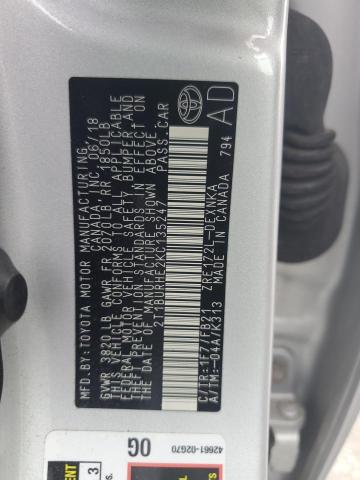 MFD.BY:TOYOTA MOTOR MANUFACTURING
CANADA,INC. 06/18
GVWR 3820LB GAWR FR 2070LB RR 1850LB
THIS VEHICLE CONFORMS TO ALL APPLICABLE
FEDERAL MOTOR VEHICLE SAFETY, BUMPER, AND
THEFT PREVENTION STANDARDS IN EFFECT ON
THE DATE OF MANUFACTURE SHOWN ABOVE.
2T1BURHE2KC135247 PASS.CAR
C/TR:1F7/FB21 ZRE172L-DEXNKA
A/TM:-04A/K313 MADE IN CANADA 794
AD
TOYOTA
42661-02G70
0G